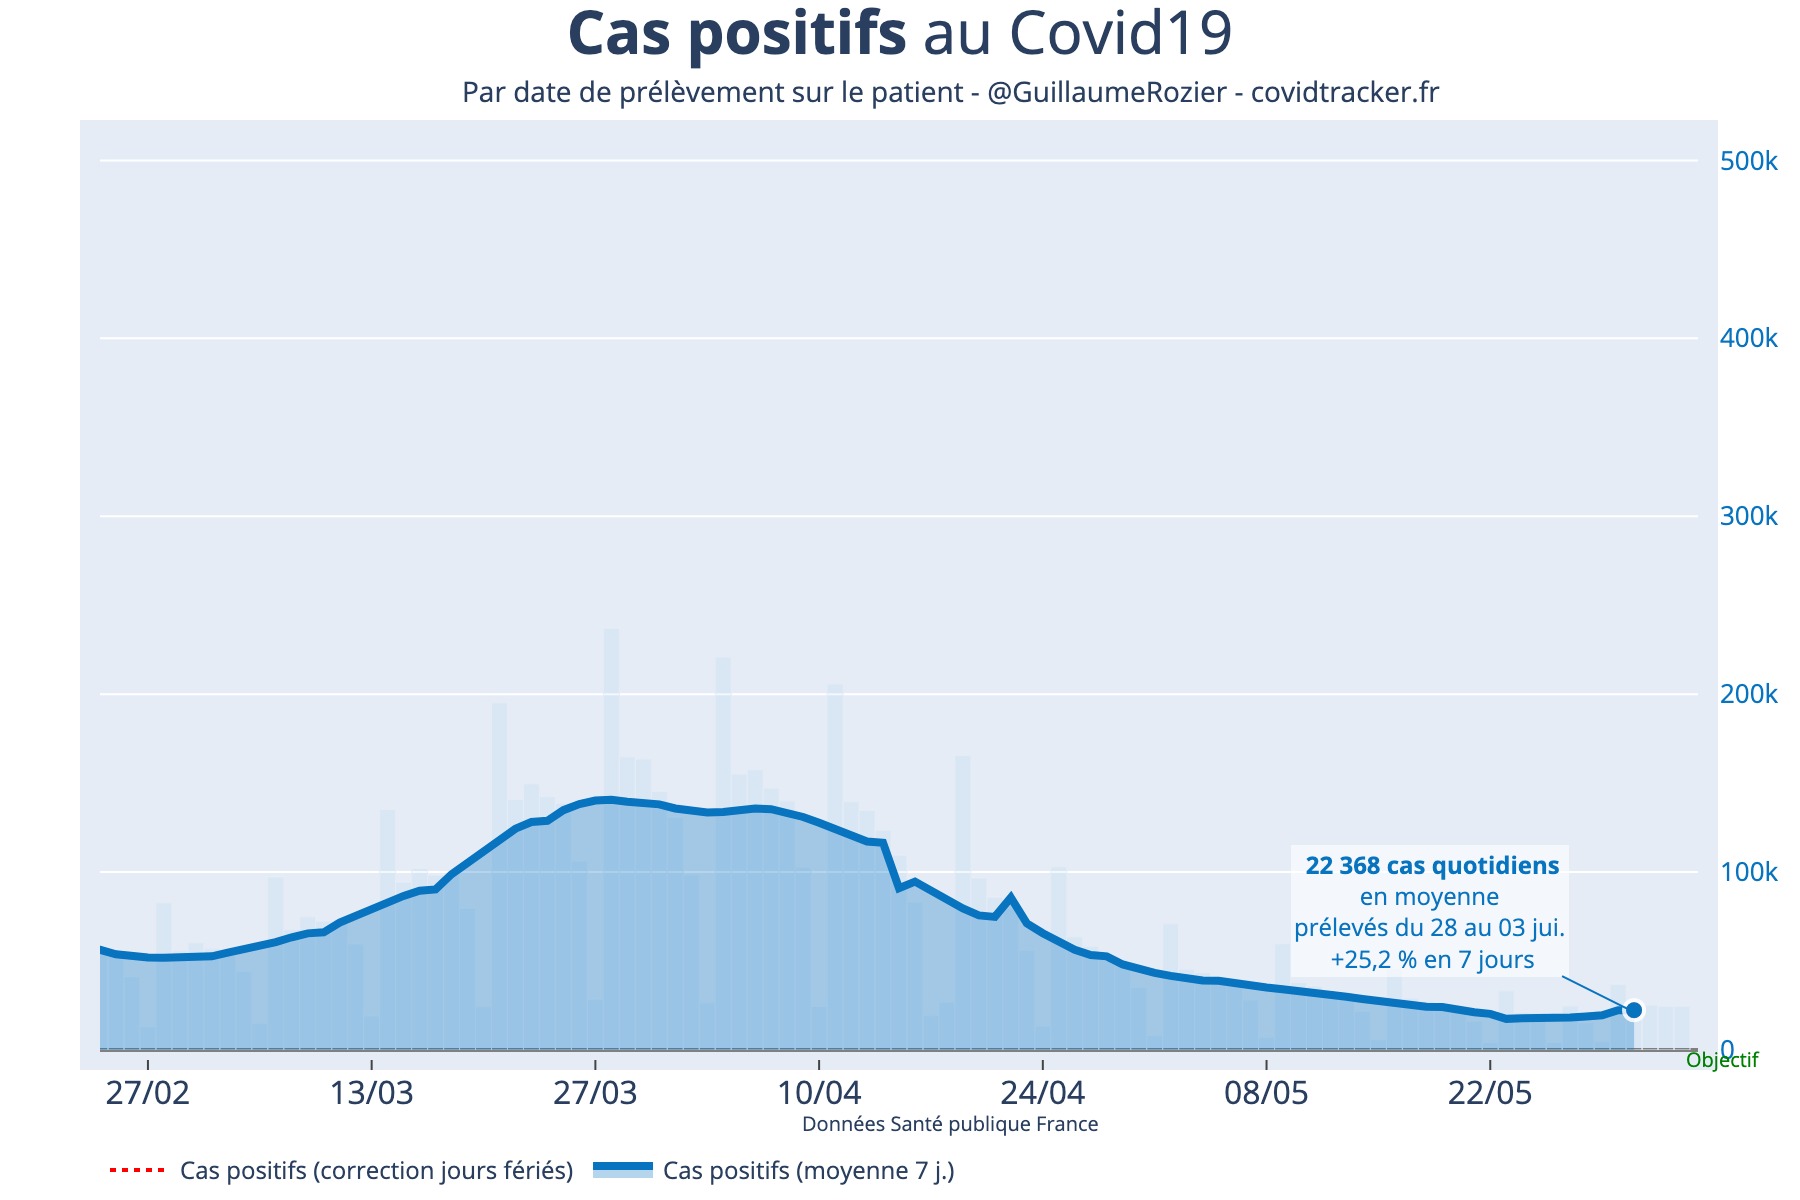 Cas positifs au Covid19
Par date de prélèvement sur le patient - @GuillaumeRozier - covidtracker.fr
500k
400k
300k
200k
100k
22 368 cas quotidiens
en moyenne
prélevés du 28 au 03 jui.
+25,2 % en 7 jours
0
Objectif
27/02 13/03 27/03 10/04 24/04 08/05 22/05
Données Santé publique France
Cas positifs (correction jours fériés) Cas positifs (moyenne 7 j.)